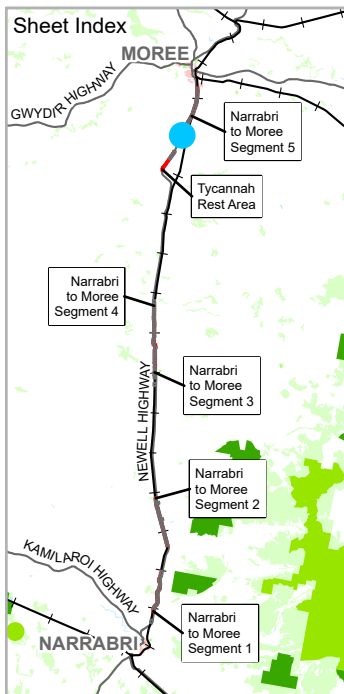 Sheet Index
MOREE
GWYDIR HIGHWAY
Narrabri
to Moree
Segment 5
Tycannah
Rest Area
Narrabri
to Moree
Segment 4
Narrabri
to Moree
Segment 3
NEWELL HIGHWAY
Narrabri
to Moree
Segment 2
KAMILAROI HIGHWAY
Narrabri
to Moree
Segment 1
NARRABRI